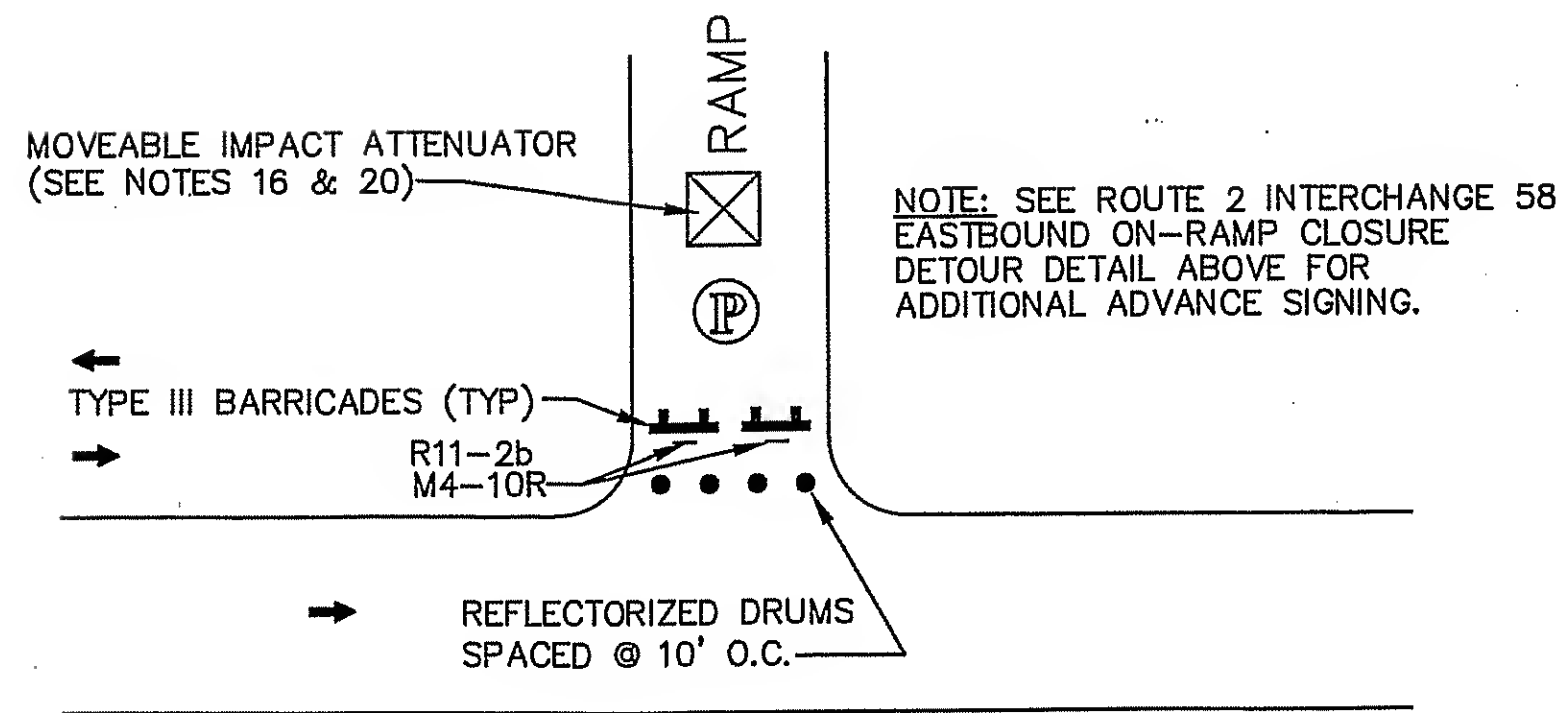 RAMP
MOVEABLE IMPACT ATTENUATOR
(SEE NOTES 16 & 20)
NOTE: SEE ROUTE 2 INTERCHANGE 58
EASTBOUND ON-RAMP CLOSURE
DETOUR DETAIL ABOVE FOR
ADDITIONAL ADVANCE SIGNING.
P
TYPE III BARRICADES (TYP)
R11-2b
M4-10R
REFLECTORIZED DRUMS
SPACED @ 10' O.C.